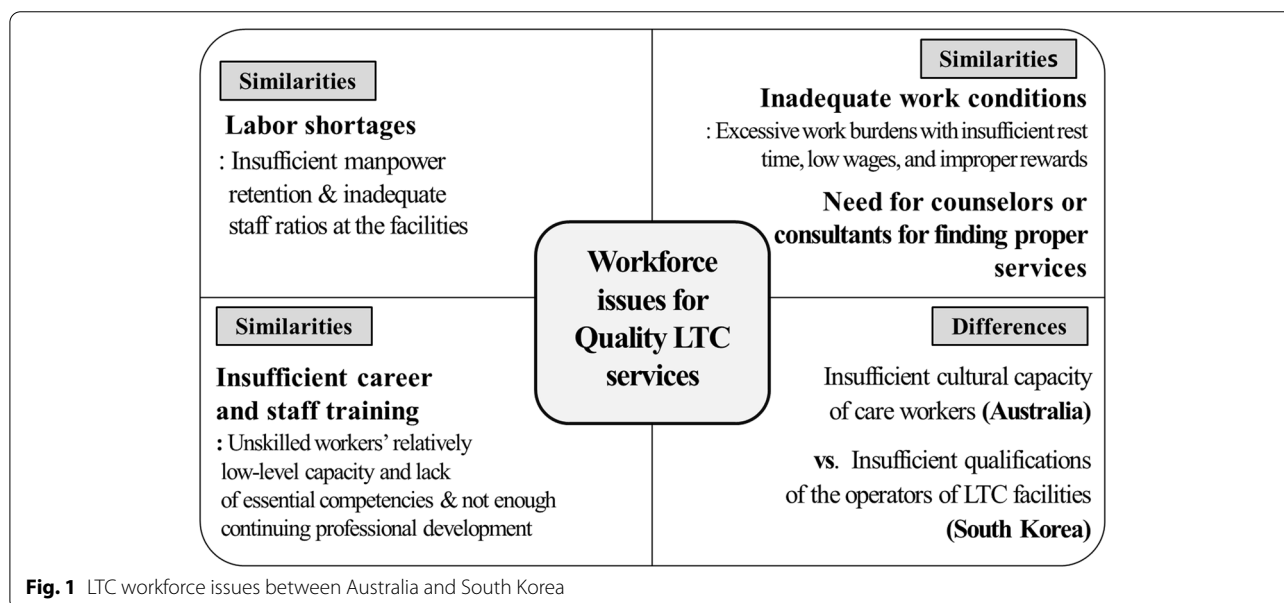 Similarities
Labor shortages
: Insufficient manpower
retention & inadequate
staff ratios at the facilities
Similarities
Inadequate work conditions
: Excessive work burdens with insufficient rest
time, low wages, and improper rewards
Need for counselors or
consultants for finding proper
services
Workforce
issues for
Quality LTC
services
Similarities
Insufficient career
and staff training
: Unskilled workers’ relatively
low-level capacity and lack
of essential competencies & not enough
continuing professional development
Differences
Insufficient cultural capacity
of care workers (Australia)
vs. Insufficient qualifications
of the operators of LTC facilities
(South Korea)
Fig. 1 LTC workforce issues between Australia and South Korea